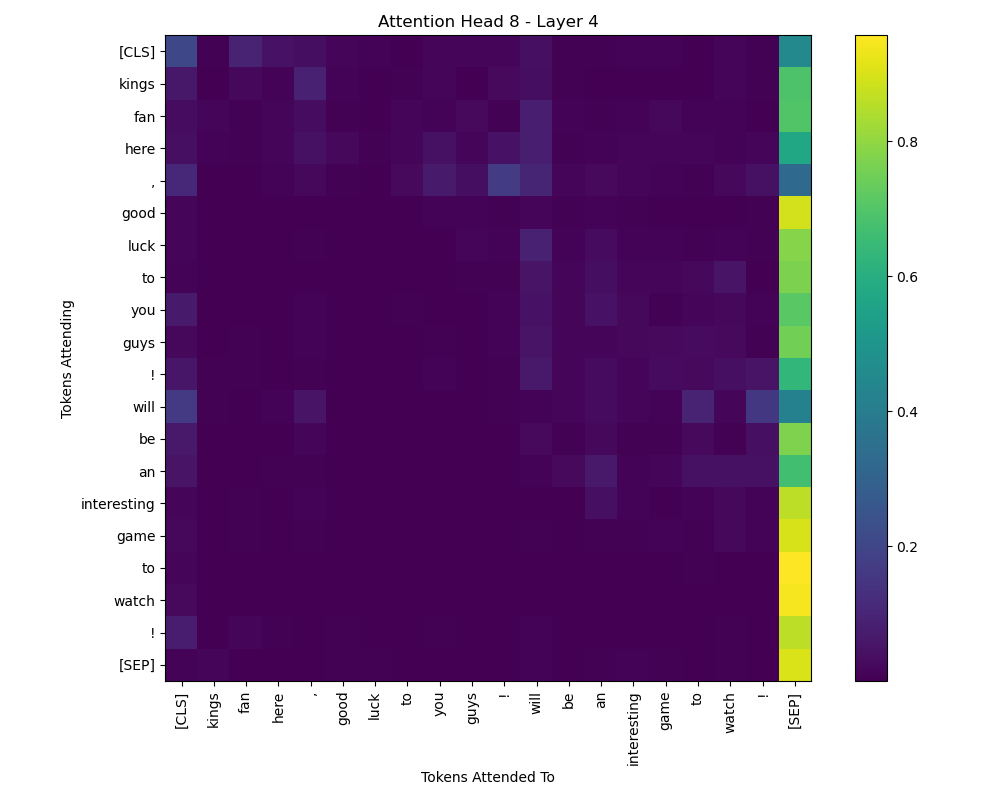 Attention Head 8 - Layer 4
Tokens Attending
[CLS]
kings
fan
here
,
good
luck
to
you
guys
!
will
be
an
interesting
game
to
watch
!
[SEP]
[CLS]
kings
fan
here
,
good
luck
to
you
guys
!
will
be
an
interesting
game
to
watch
!
[SEP]
Tokens Attended To
0.8
0.6
0.4
0.2